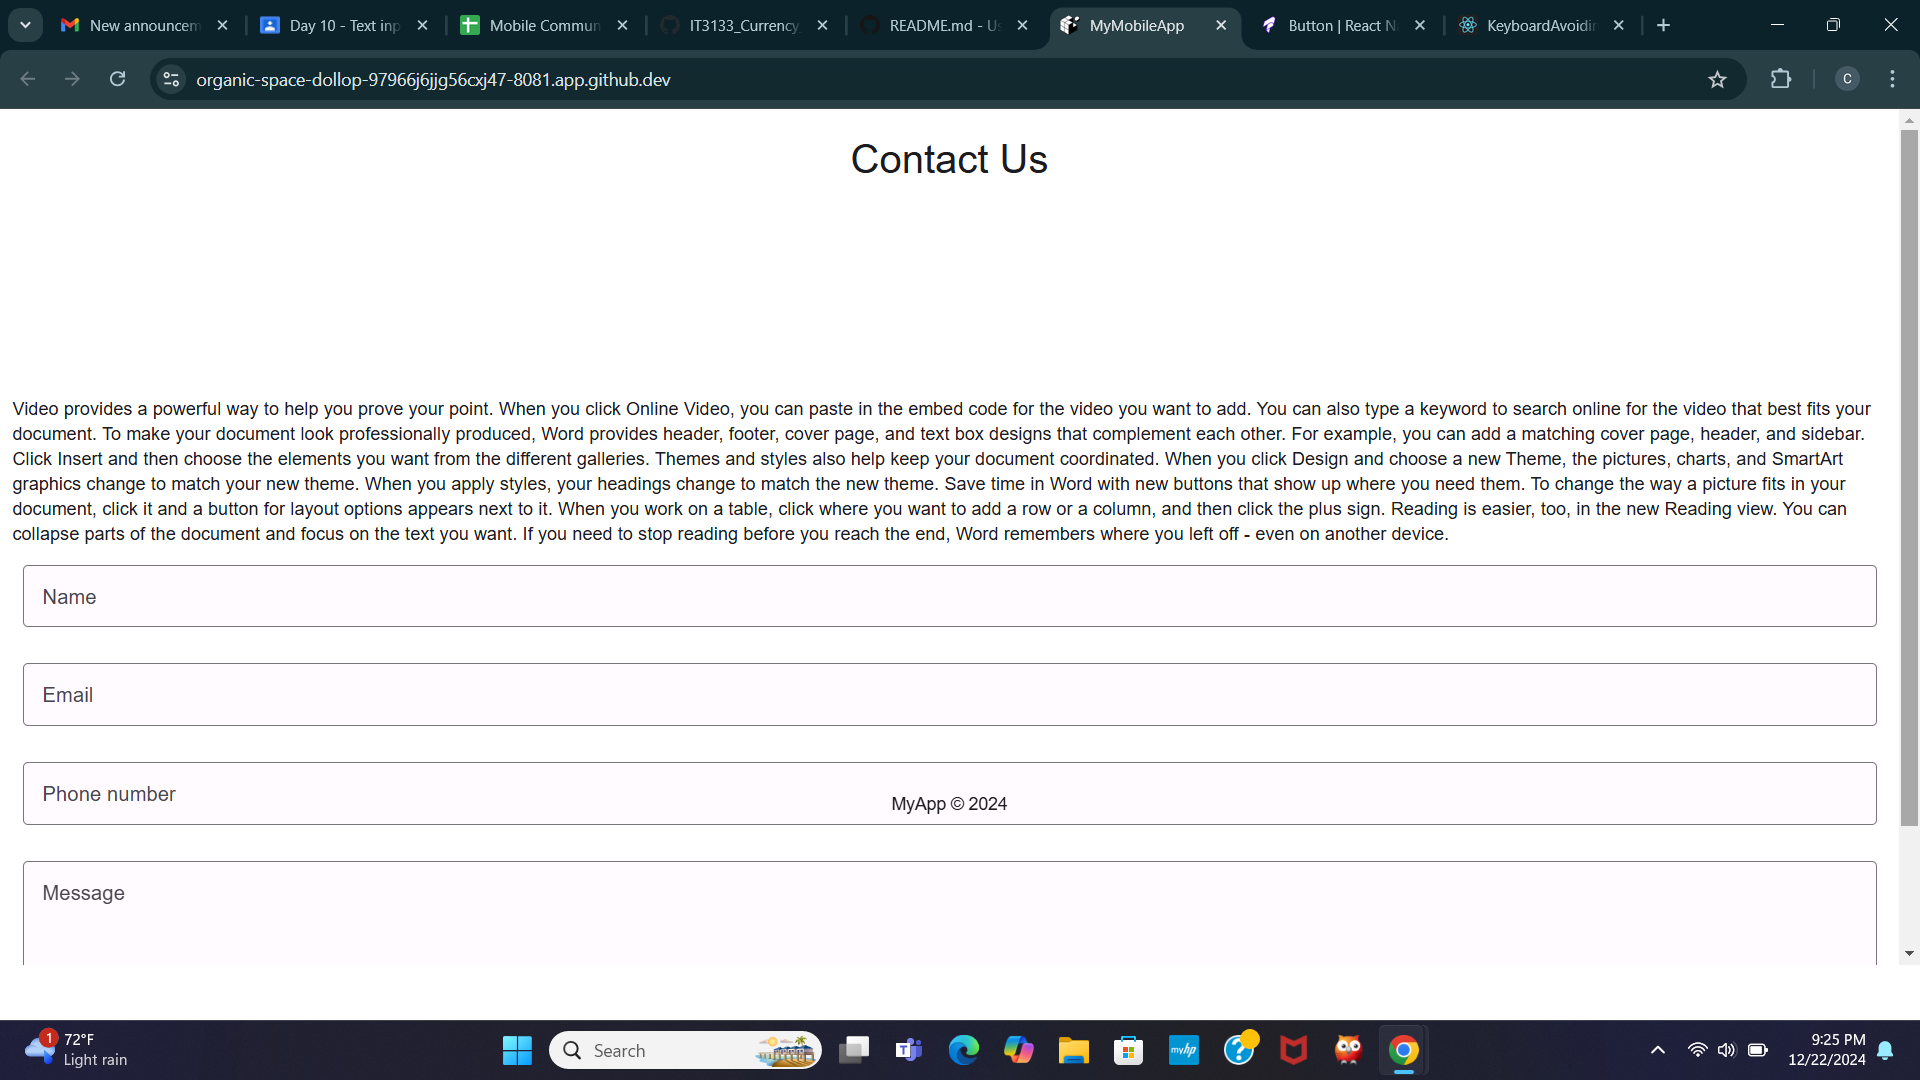 New announcem
Day 10 - Text inp
Mobile Commun
IT3133_Currency
README.md - Us
MyMobileApp
Button | React N
KeyboardAvoidin
organic-space-dollop-97966j6jjg56cxj47-8081.app.github.dev
C
Contact Us
Video provides a powerful way to help you prove your point. When you click Online Video, you can paste in the embed code for the video you want to add. You can also type a keyword to search online for the video that best fits your
document. To make your document look professionally produced, Word provides header, footer, cover page, and text box designs that complement each other. For example, you can add a matching cover page, header, and sidebar.
Click Insert and then choose the elements you want from the different galleries. Themes and styles also help keep your document coordinated. When you click Design and choose a new Theme, the pictures, charts, and SmartArt
graphics change to match your new theme. When you apply styles, your headings change to match the new theme. Save time in Word with new buttons that show up where you need them. To change the way a picture fits in your
document, click it and a button for layout options appears next to it. When you work on a table, click where you want to add a row or a column, and then click the plus sign. Reading is easier, too, in the new Reading view. You can
collapse parts of the document and focus on the text you want. If you need to stop reading before you reach the end, Word remembers where you left off - even on another device.
Name
Email
Phone number
MyApp © 2024
Message
1
72°F
Light rain
Search
myhp
9:25 PM
12/22/2024